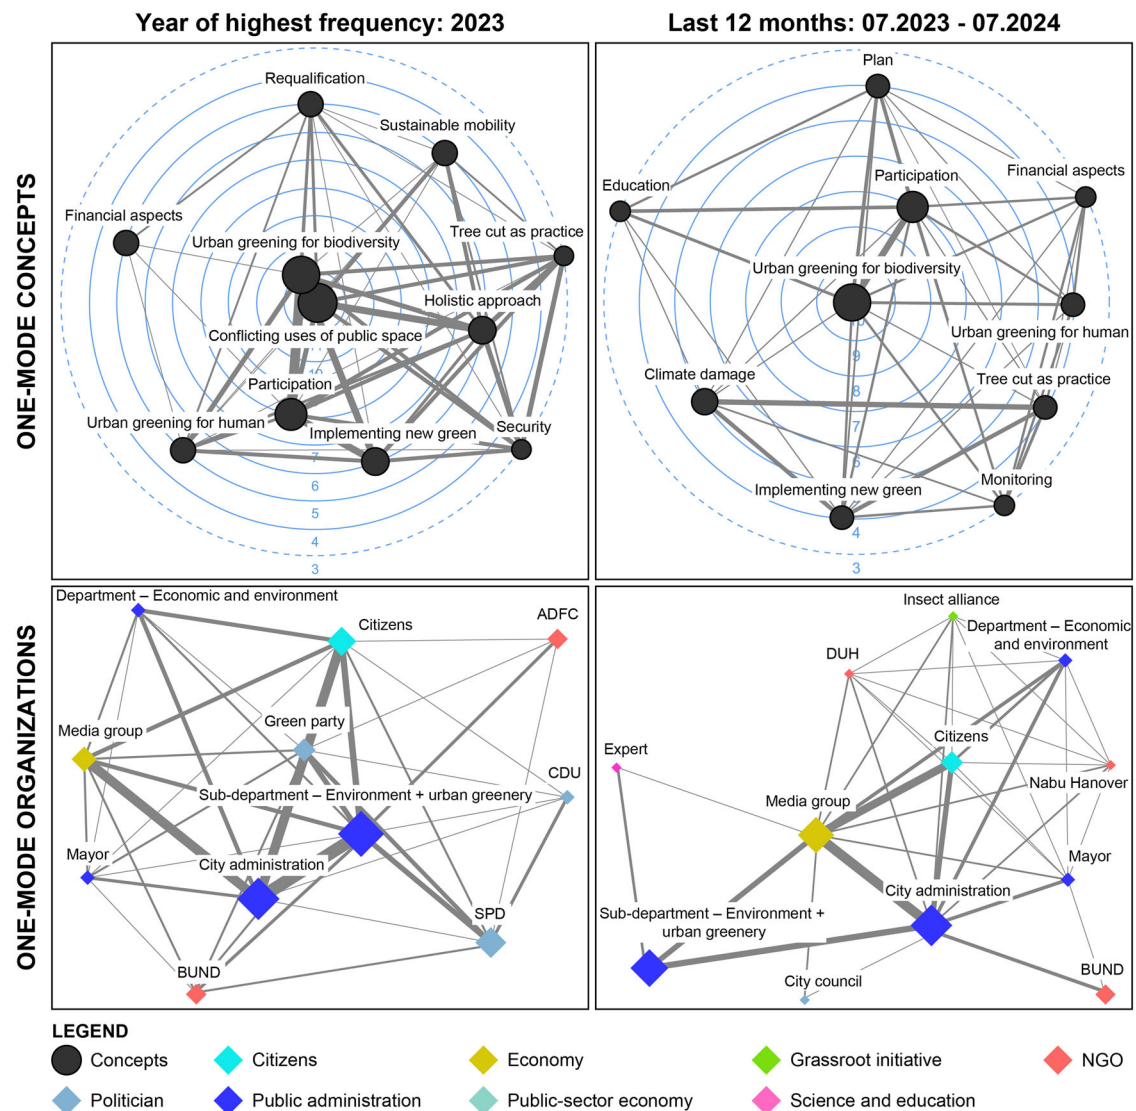 Year of highest frequency: 2023
Last 12 months: 07.2023 - 07.2024
ONE-MODE CONCEPTS
Requalification
Sustainable mobility
Financial aspects
Tree cut as practice
Urban greening for biodiversity
Holistic approach
Conflicting uses of public space
Participation
Urban greening for human
Implementing new green
Security
7
6
5
4
3
Plan
Participation
Financial aspects
Education
Urban greening for biodiversity
Urban greening for human
9
Climate damage
Tree cut as practice
8
7
6
Monitoring
Implementing new green
4
3
ONE-MODE ORGANIZATIONS
Department – Economic and environment
Citizens
ADFC
Green party
Media group
CDU
Sub-department – Environment + urban greenery
Mayor
City administration
SPD
BUND
Insect alliance
Department – Economic
and environment
DUH
Citizens
Expert
Nabu Hanover
Media group
Mayor
City administration
Sub-department – Environment +
urban greenery
City council
BUND
LEGEND
Concepts
Citizens
Economy
Grassroot initiative
NGO
Politician
Public administration
Public-sector economy
Science and education